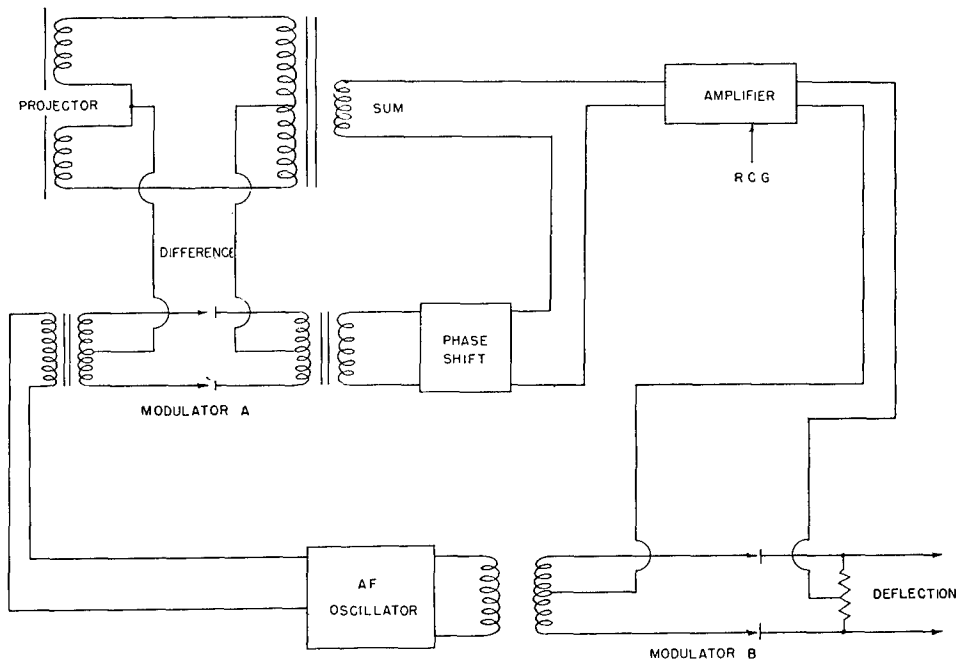 PROJECTOR
SUM
AMPLIFIER
RCG
DIFFERENCE
PHASE
SHIFT
MODULATOR A
AF
OSCILLATOR
DEFLECTION
MODULATOR B